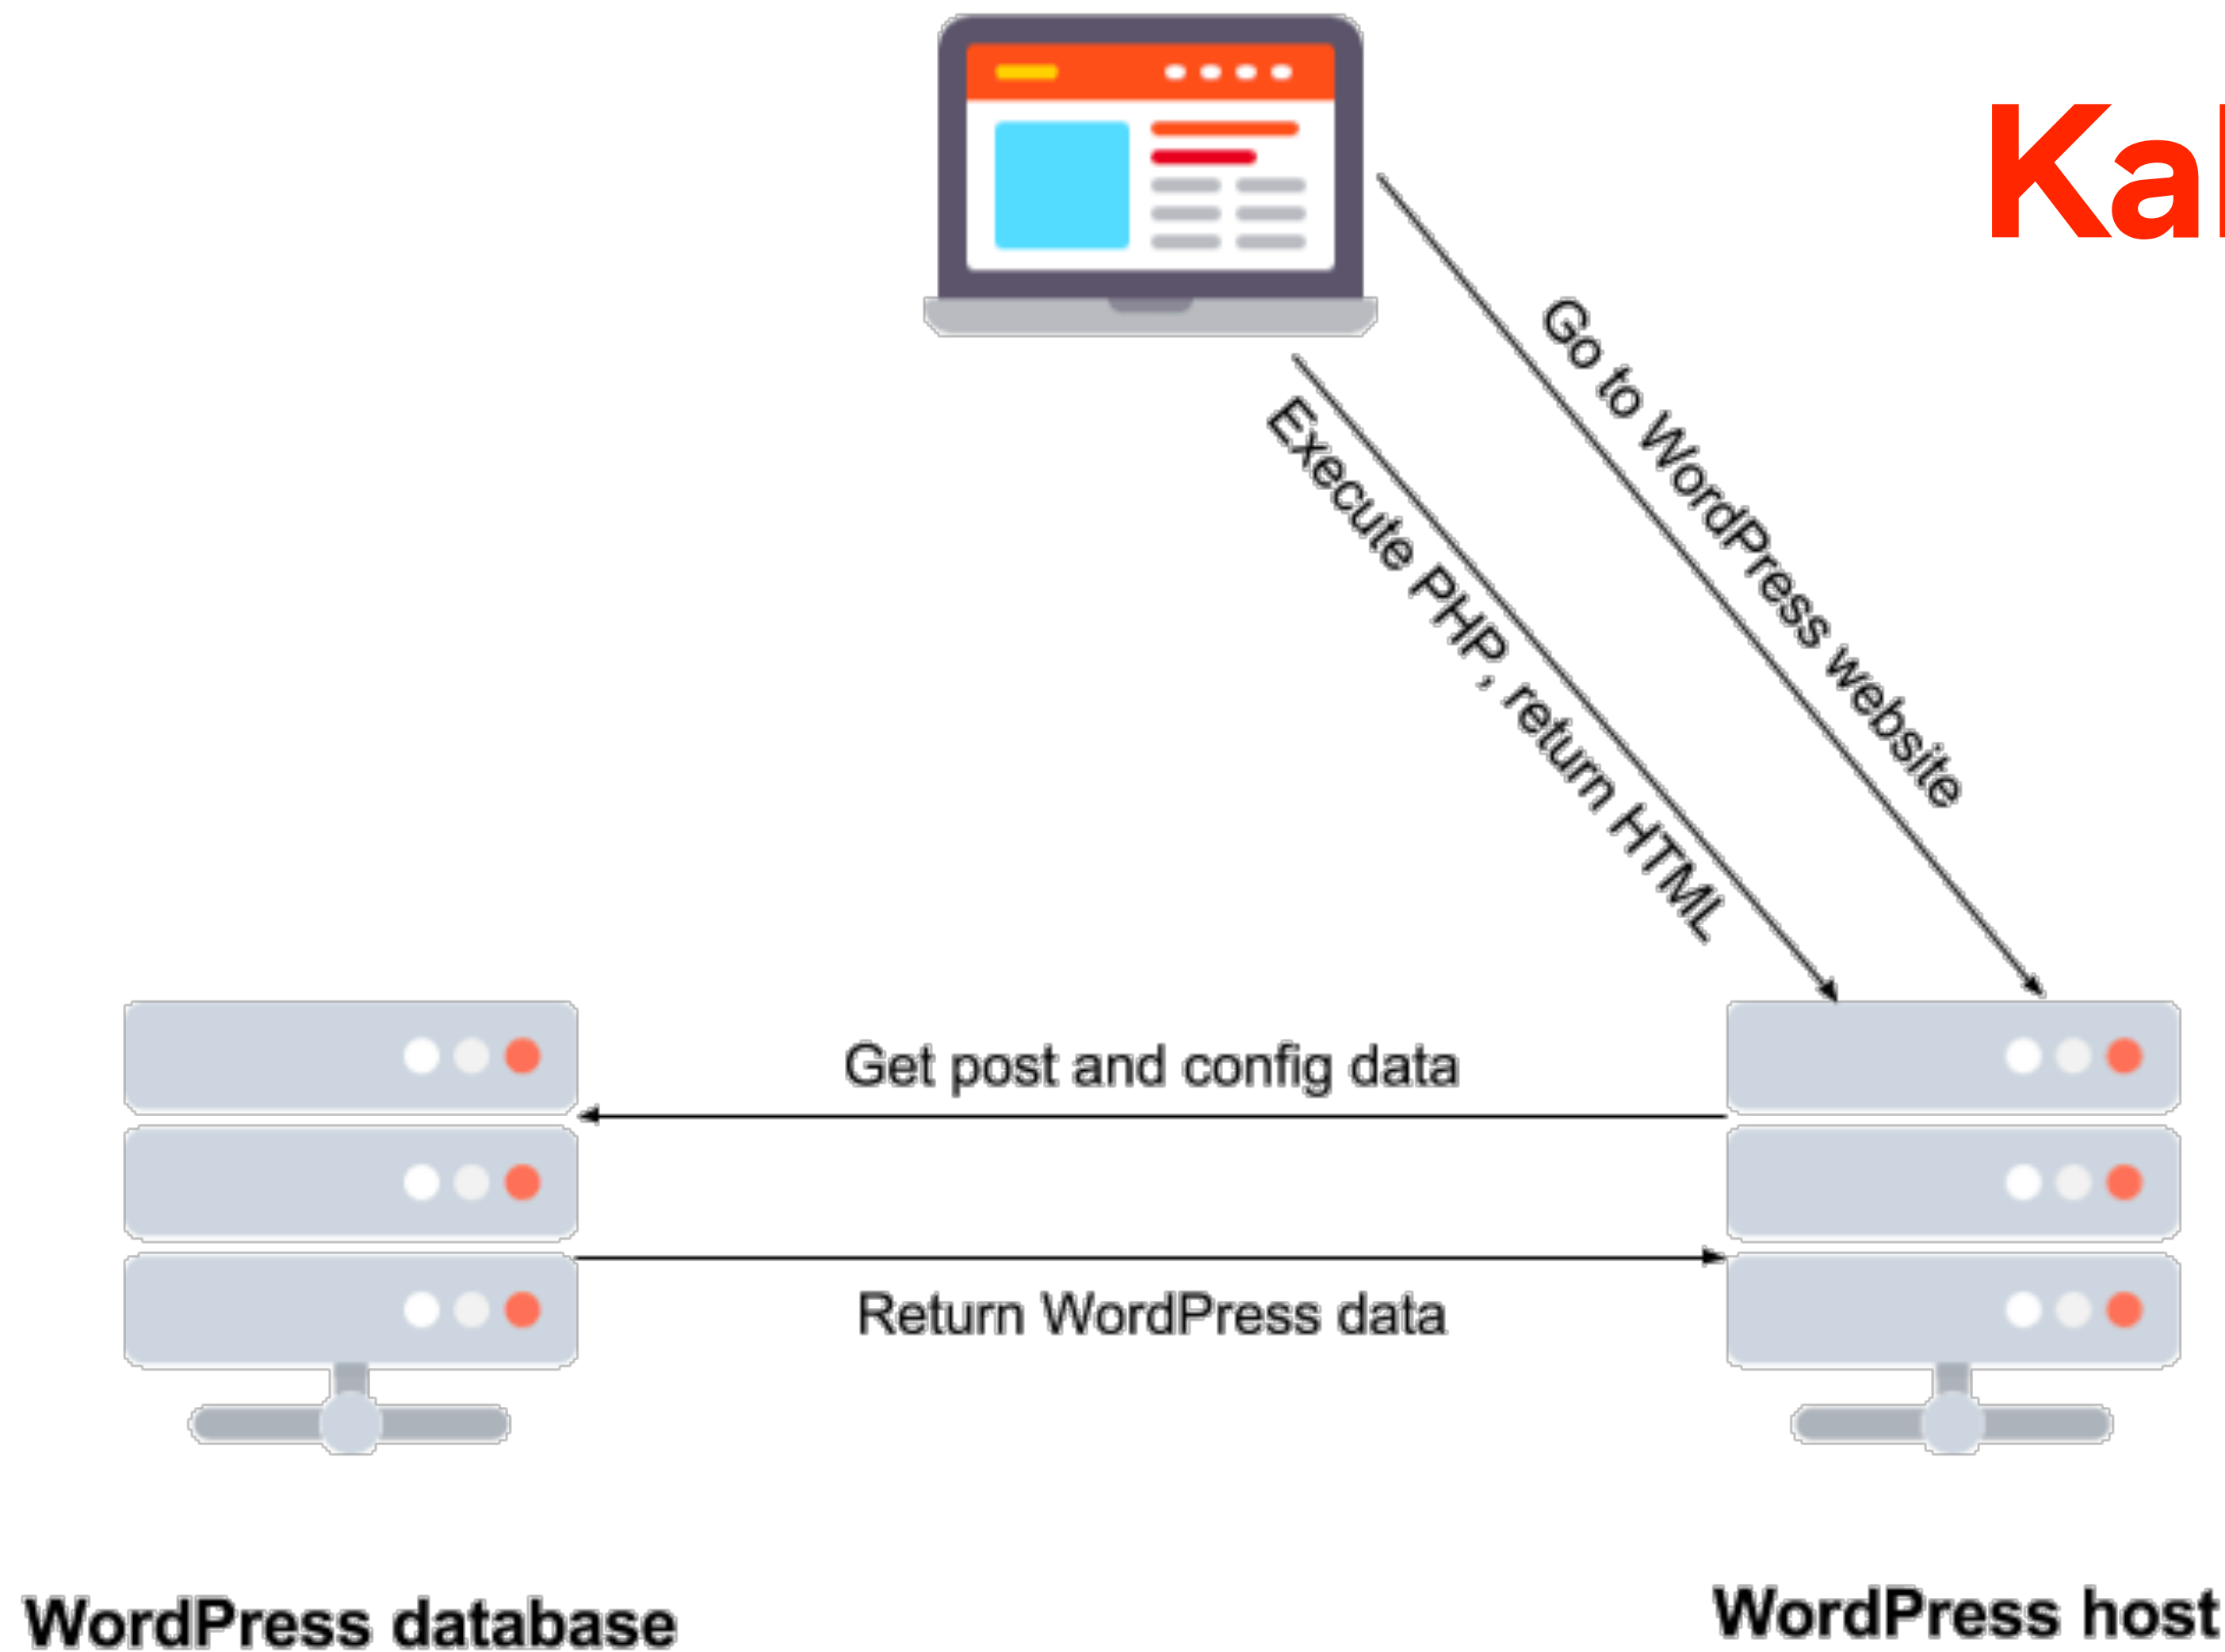 Ka
Go to WordPress website
Execute PHP, return HTML
Get post and config data
Return WordPress data
WordPress database
WordPress host